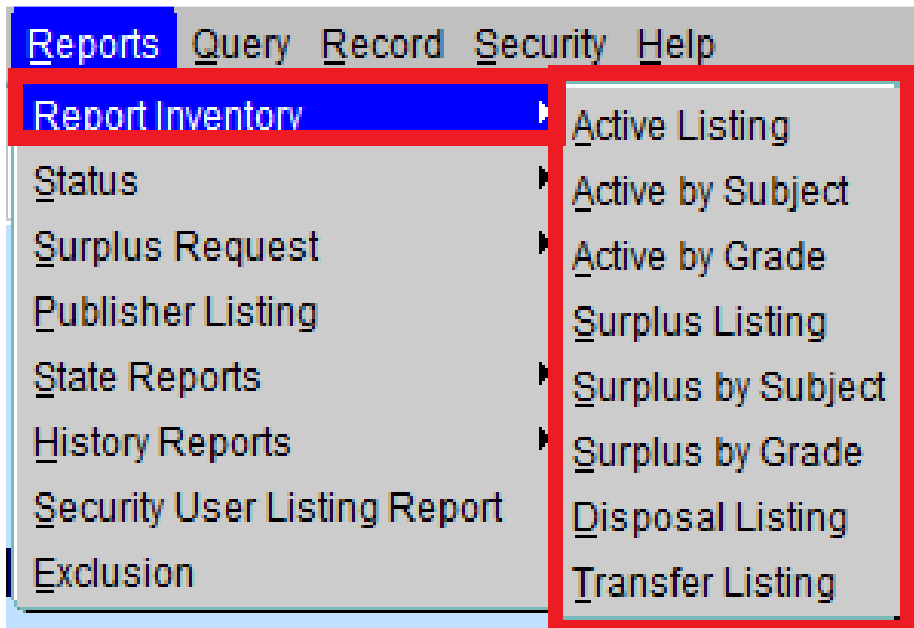 Reports Query Record Security Help
Report Inventory
Status
Surplus Request
Publisher Listing
State Reports
History Reports
Security User Listing Report
Exclusion
Active Listing
Active by Subject
Active by Grade
Surplus Listing
Surplus by Subject
Surplus by Grade
Disposal Listing
Transfer Listing